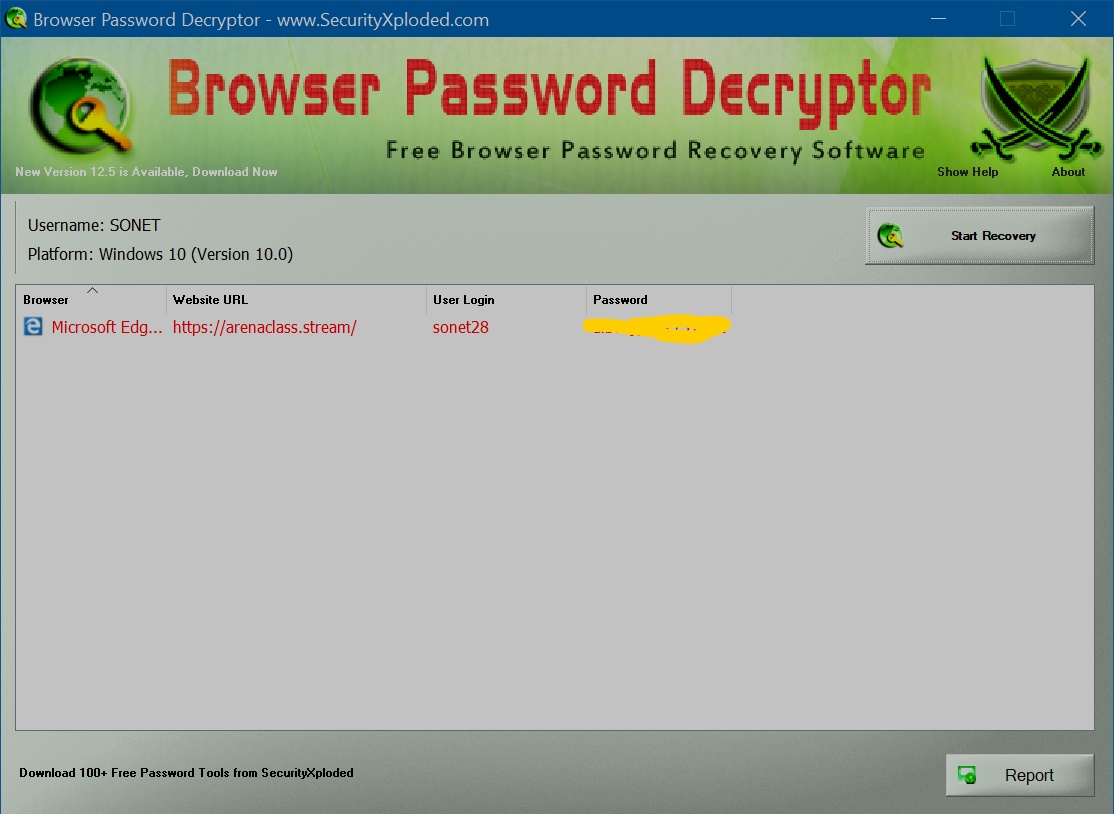 Browser Password Decryptor - www.SecurityXploded.com
Browser Password Decryptor
Free Browser Password Recovery Software
New Version 12.5 is Available, Download Now
Show Help About
Username: SONET
Platform: Windows 10 (Version 10.0)
Start Recovery
Browser Website URL User Login Password
Microsoft Edg... https://arenaclass.stream/ sonet28
Download 100+ Free Password Tools from SecurityXploded
Report